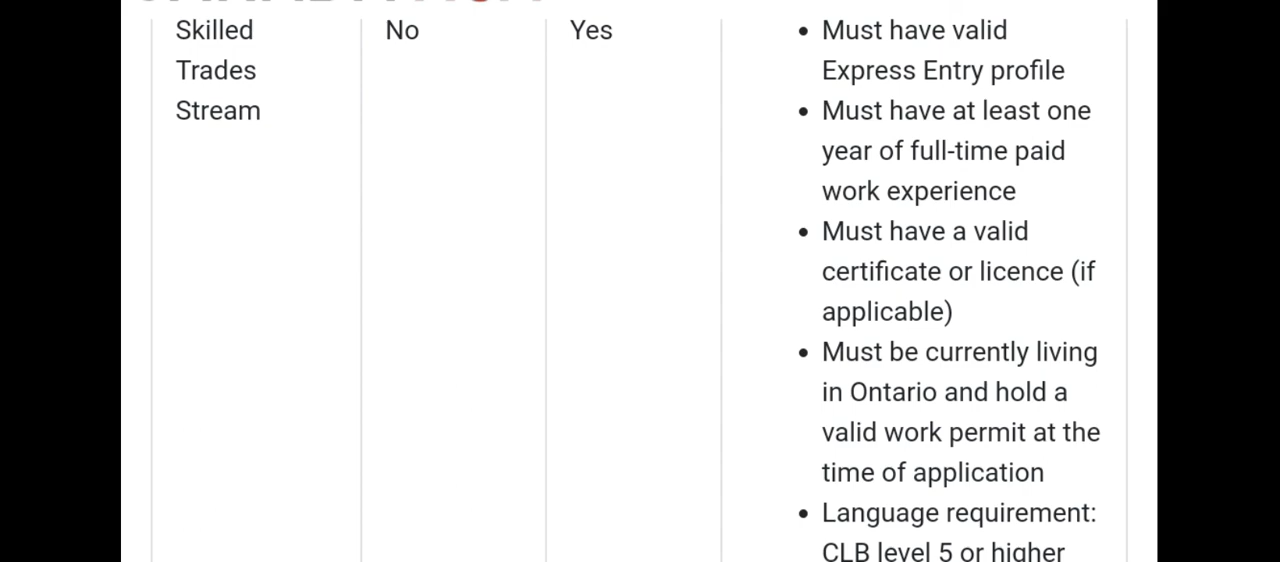 Skilled
Trades
Stream
No
Yes
• Must have valid
Express Entry profile
• Must have at least one
year of full-time paid
work experience
• Must have a valid
certificate or licence (if
applicable)
• Must be currently living
in Ontario and hold a
valid work permit at the
time of application
• Language requirement:
CLB level 5 or higher